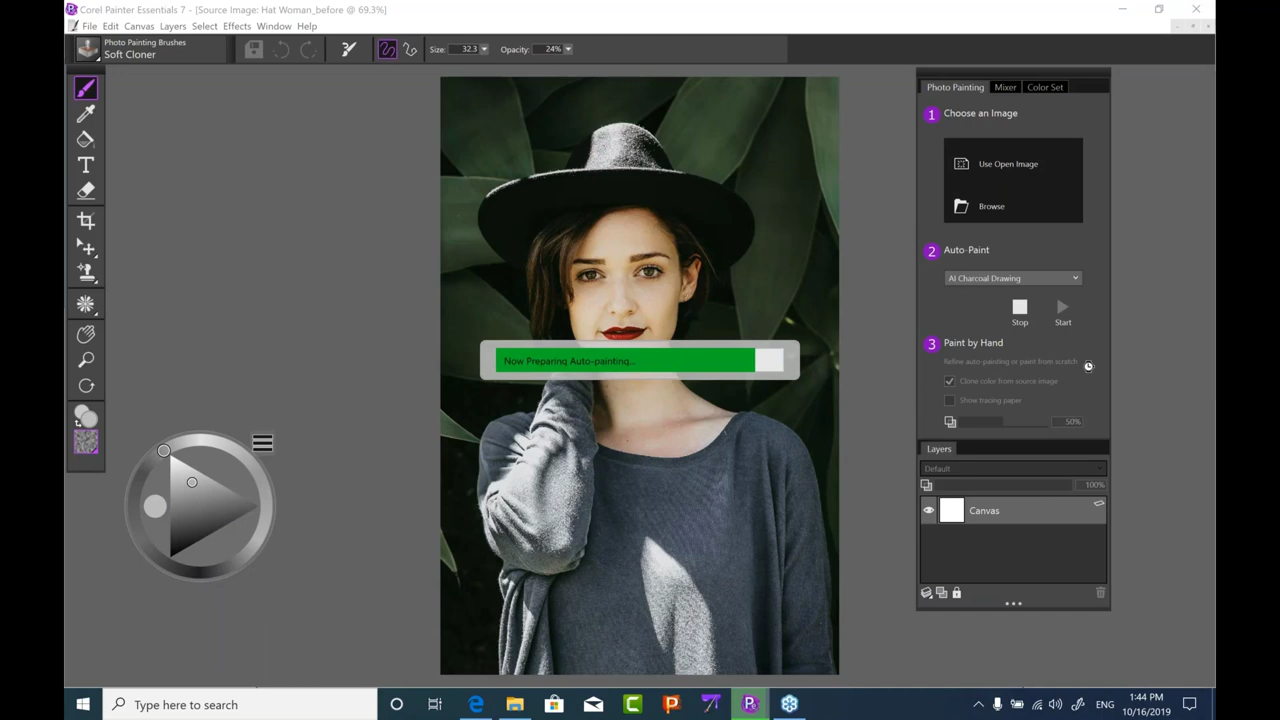 Corel Painter Essentials 7 - [Source Image: Hat Woman_before @ 69.3%]
File Edit Canvas Layers Select Effects Window Help
Photo Painting Brushes
Soft Cloner
Size: 32.3 Opacity: 24%
Photo Painting Mixer Color Set
1 Choose an Image
Use Open Image
Browse
2 Auto-Paint
AI Charcoal Drawing
Stop Start
3 Paint by Hand
Refine auto-painting or paint from scratch
Clone color from source image
Show tracing paper
50%
Now Preparing Auto-painting...
Layers
Default
100%
Canvas
Type here to search
ENG
1:44 PM
10/16/2019